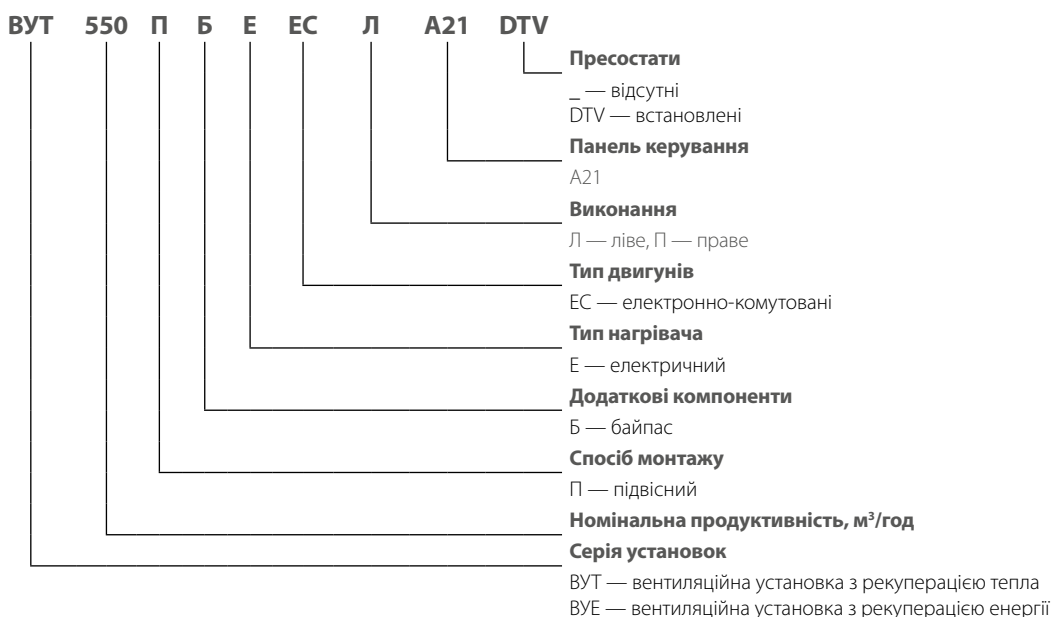 ВУТ 550 П Б Е ЕС Л А21 DTV
Пресостати
_ — відсутні
DTV — встановлені
Панель керування
А21
Виконання
Л — ліве, П — праве
Тип двигунів
ЕС — електронно-комутовані
Тип нагрівача
Е — електричний
Додаткові компоненти
Б — байпас
Спосіб монтажу
П — підвісний
Номінальна продуктивність, м³/год
Серія установок
ВУТ — вентиляційна установка з рекуперацією тепла
ВУЕ — вентиляційна установка з рекуперацією енергії